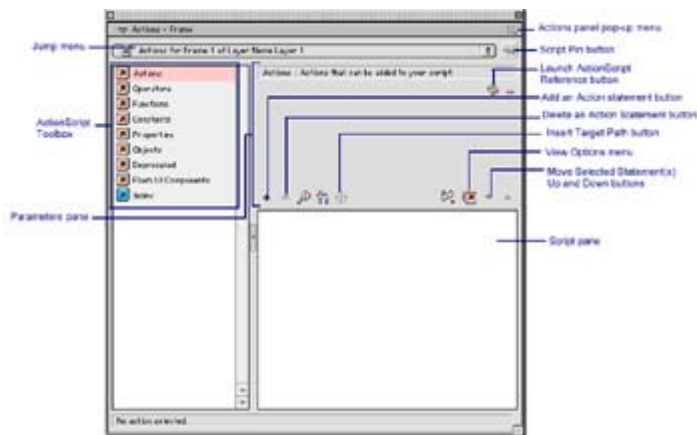 Actions - Frame
Actions for Frame 1 of Layer Name Layer 1
Actions
Operators
Functions
Constants
Properties
Objects
Deprecated
Flash UI Components
Index
Actions : Actions that can be added to your script
No action selected.
Jump menu
ActionScript
Toolbox
Parameters pane
Actions panel pop-up menu
Script Pin button
Launch ActionScript
Reference button
Add an Action statement button
Delete an Action Statement button
Insert Target Path button
View Options menu
Move Selected Statement(s)
Up and Down buttons
Script pane